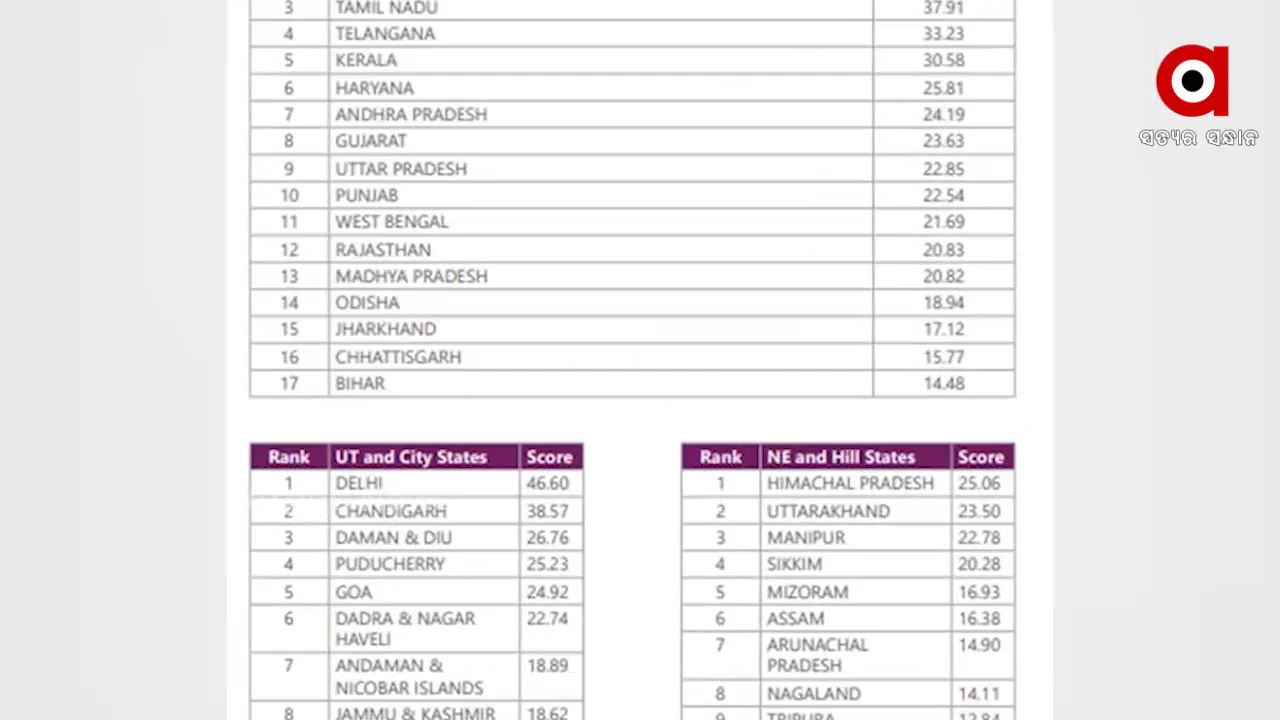 3 TAMIL NADU 37.91
4 TELANGANA 33.23
5 KERALA 30.58
6 HARYANA 25.81
7 ANDHRA PRADESH 24.19
8 GUJARAT 23.63
9 UTTAR PRADESH 22.85
10 PUNJAB 22.54
11 WEST BENGAL 21.69
12 RAJASTHAN 20.83
13 MADHYA PRADESH 20.82
14 ODISHA 18.94
15 JHARKHAND 17.12
16 CHHATTISGARH 15.77
17 BIHAR 14.48
Rank UT and City States Score
1 DELHI 46.60
2 CHANDIGARH 38.57
3 DAMAN & DIU 26.76
4 PUDUCHERRY 25.23
5 GOA 24.92
6 DADRA & NAGAR 22.74
HAVELI
7 ANDAMAN & 18.89
NICOBAR ISLANDS
8 JAMMU & KASHMIR 18.62
Rank NE and Hill States Score
1 HIMACHAL PRADESH 25.06
2 UTTARAKHAND 23.50
3 MANIPUR 22.78
4 SIKKIM 20.28
5 MIZORAM 16.93
6 ASSAM 16.38
7 ARUNACHAL 14.90
PRADESH
8 NAGALAND 14.11
9 TRIPURA 12.84
a
ସତ୍ୟର ସନ୍ଧାନ